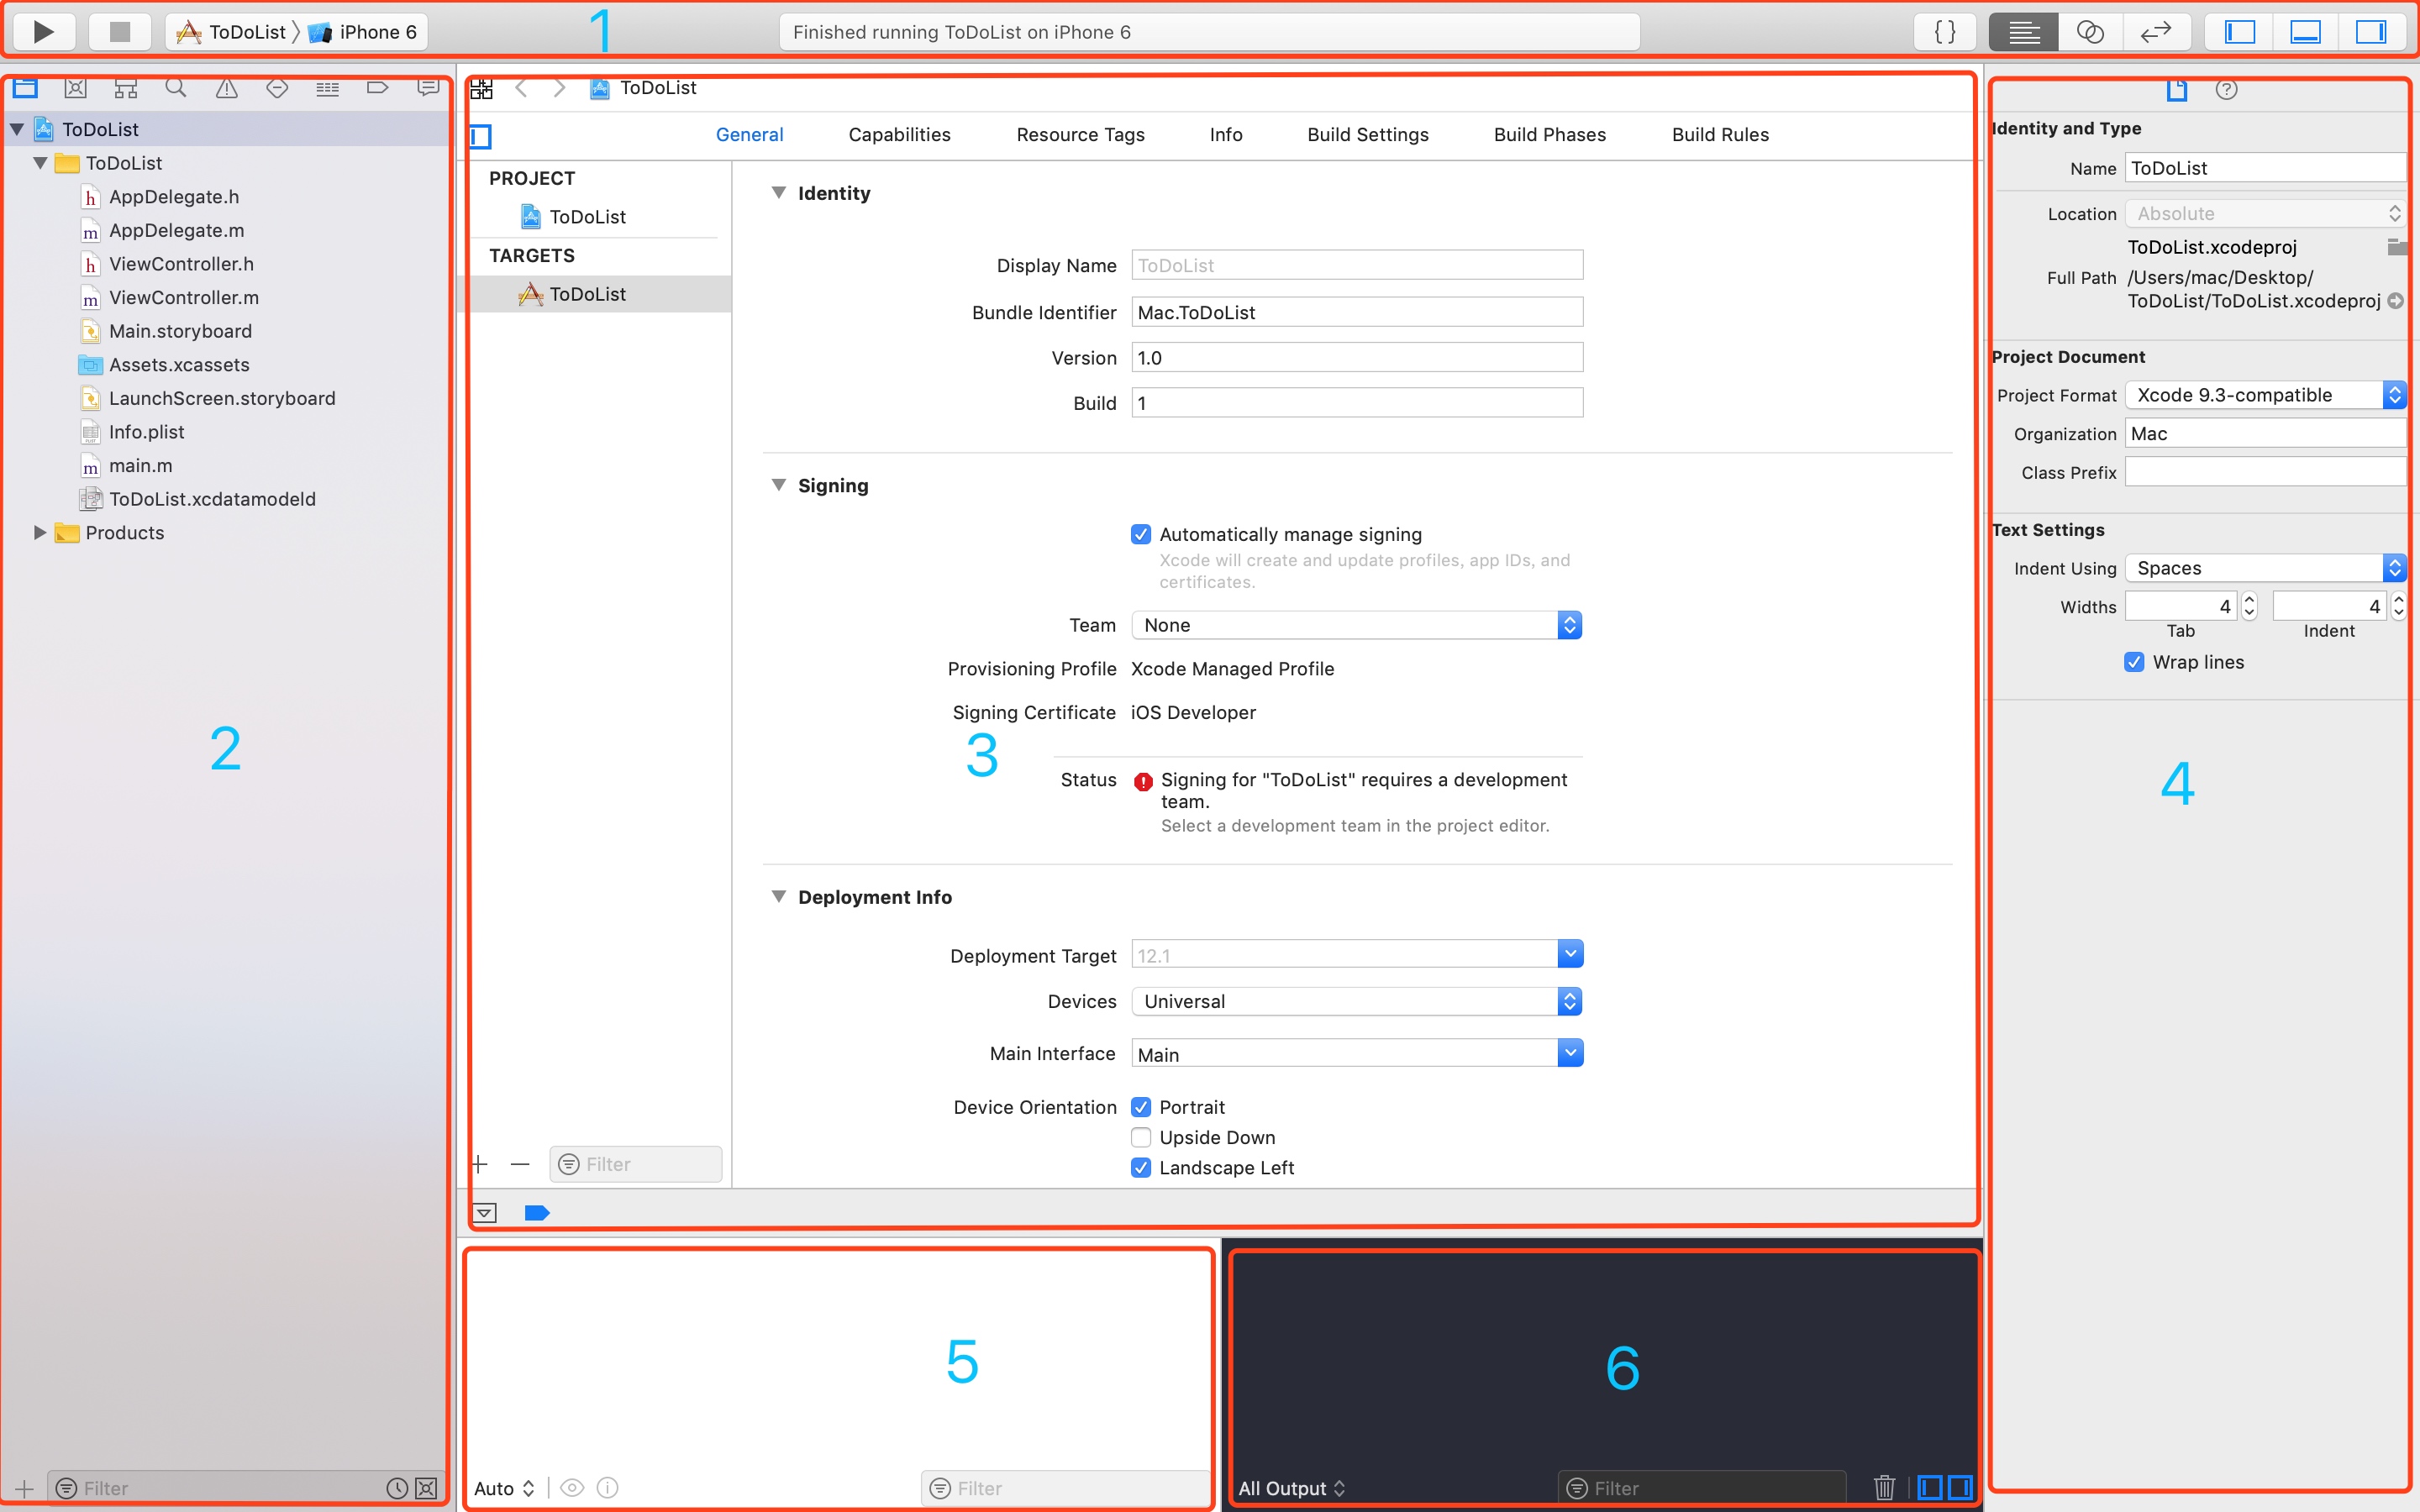 ToDoList 〉 iPhone 6
1
Finished running ToDoList on iPhone 6
{ }
ToDoList
ToDoList
h AppDelegate.h
m AppDelegate.m
h ViewController.h
m ViewController.m
Main.storyboard
Assets.xcassets
LaunchScreen.storyboard
Info.plist
m main.m
ToDoList.xcdatamodeld
Products
2
Filter
ToDoList
General Capabilities Resource Tags Info Build Settings Build Phases Build Rules
PROJECT
ToDoList
TARGETS
ToDoList
Filter
Identity
Display Name ToDoList
Bundle Identifier Mac.ToDoList
Version 1.0
Build 1
Signing
Automatically manage signing
Xcode will create and update profiles, app IDs, and
certificates.
Team None
Provisioning Profile Xcode Managed Profile
Signing Certificate iOS Developer
3
Status Signing for "ToDoList" requires a development
team.
Select a development team in the project editor.
Deployment Info
Deployment Target 12.1
Devices Universal
Main Interface Main
Device Orientation Portrait
Upside Down
Landscape Left
Identity and Type
Name ToDoList
Location Absolute
ToDoList.xcodeproj
Full Path /Users/mac/Desktop/
ToDoList/ToDoList.xcodeproj
Project Document
Project Format Xcode 9.3-compatible
Organization Mac
Class Prefix
Text Settings
Indent Using Spaces
Widths 4 4
Tab Indent
Wrap lines
4
5
Auto Filter
6
All Output Filter